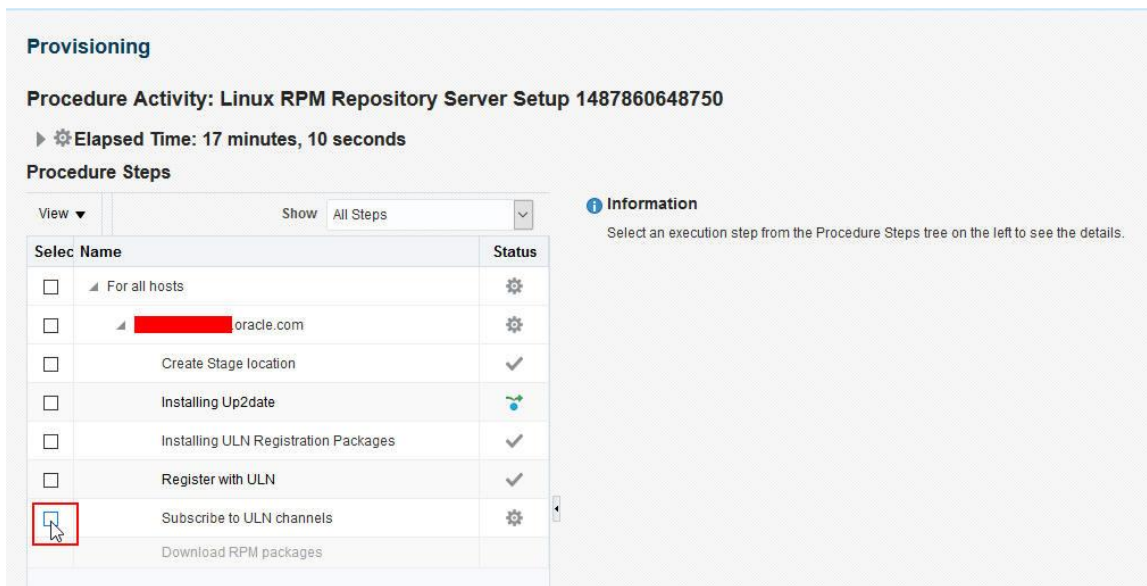 Provisioning
Procedure Activity: Linux RPM Repository Server Setup 1487860648750
Elapsed Time: 17 minutes, 10 seconds
Procedure Steps
View Show All Steps
Information
Select an execution step from the Procedure Steps tree on the left to see the details.
Selec Name Status
For all hosts
.oracle.com
Create Stage location
Installing Up2date
Installing ULN Registration Packages
Register with ULN
Subscribe to ULN channels
Download RPM packages